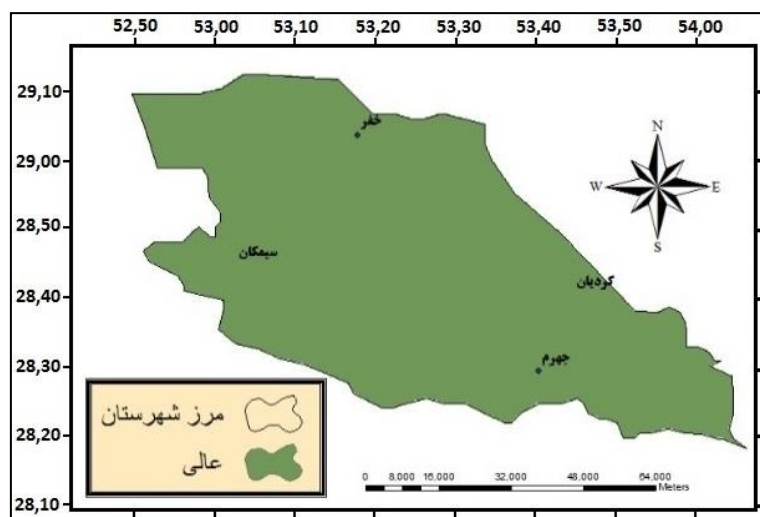 52,50 53,00 53,10 53,20 53,30 53,40 53,50 54,00
29,10
29,00
28,50
28,40
28,30
28,20
28,10
خفر
سیمکان
کودیان
جهرم
N
W E
S
مرز شهرستان
عالی
0 8,000 16,000 32,000 48,000 64,000
Meters